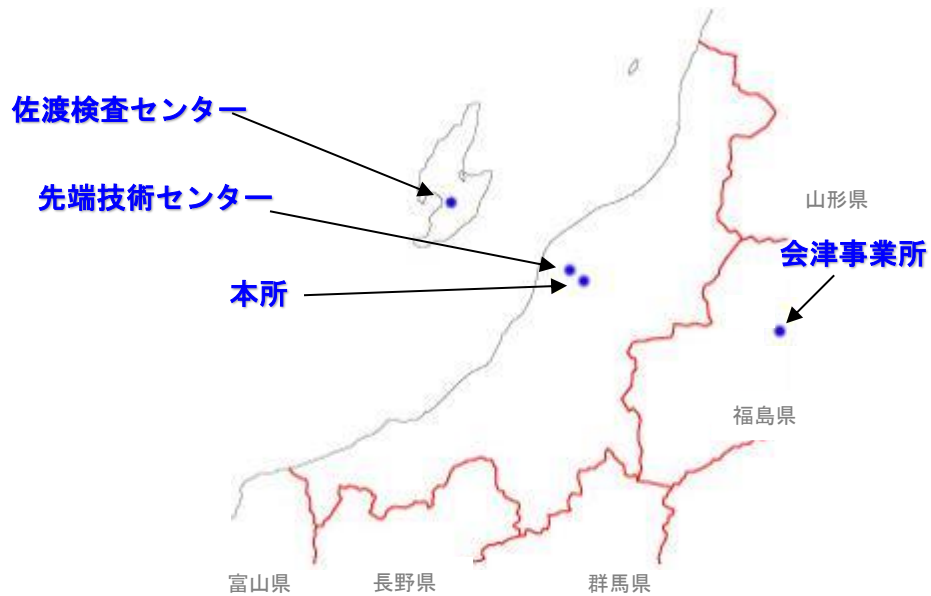 佐渡検査センター
先端技術センター
山形県
会津事業所
本所
福島県
富山県
長野県
群馬県